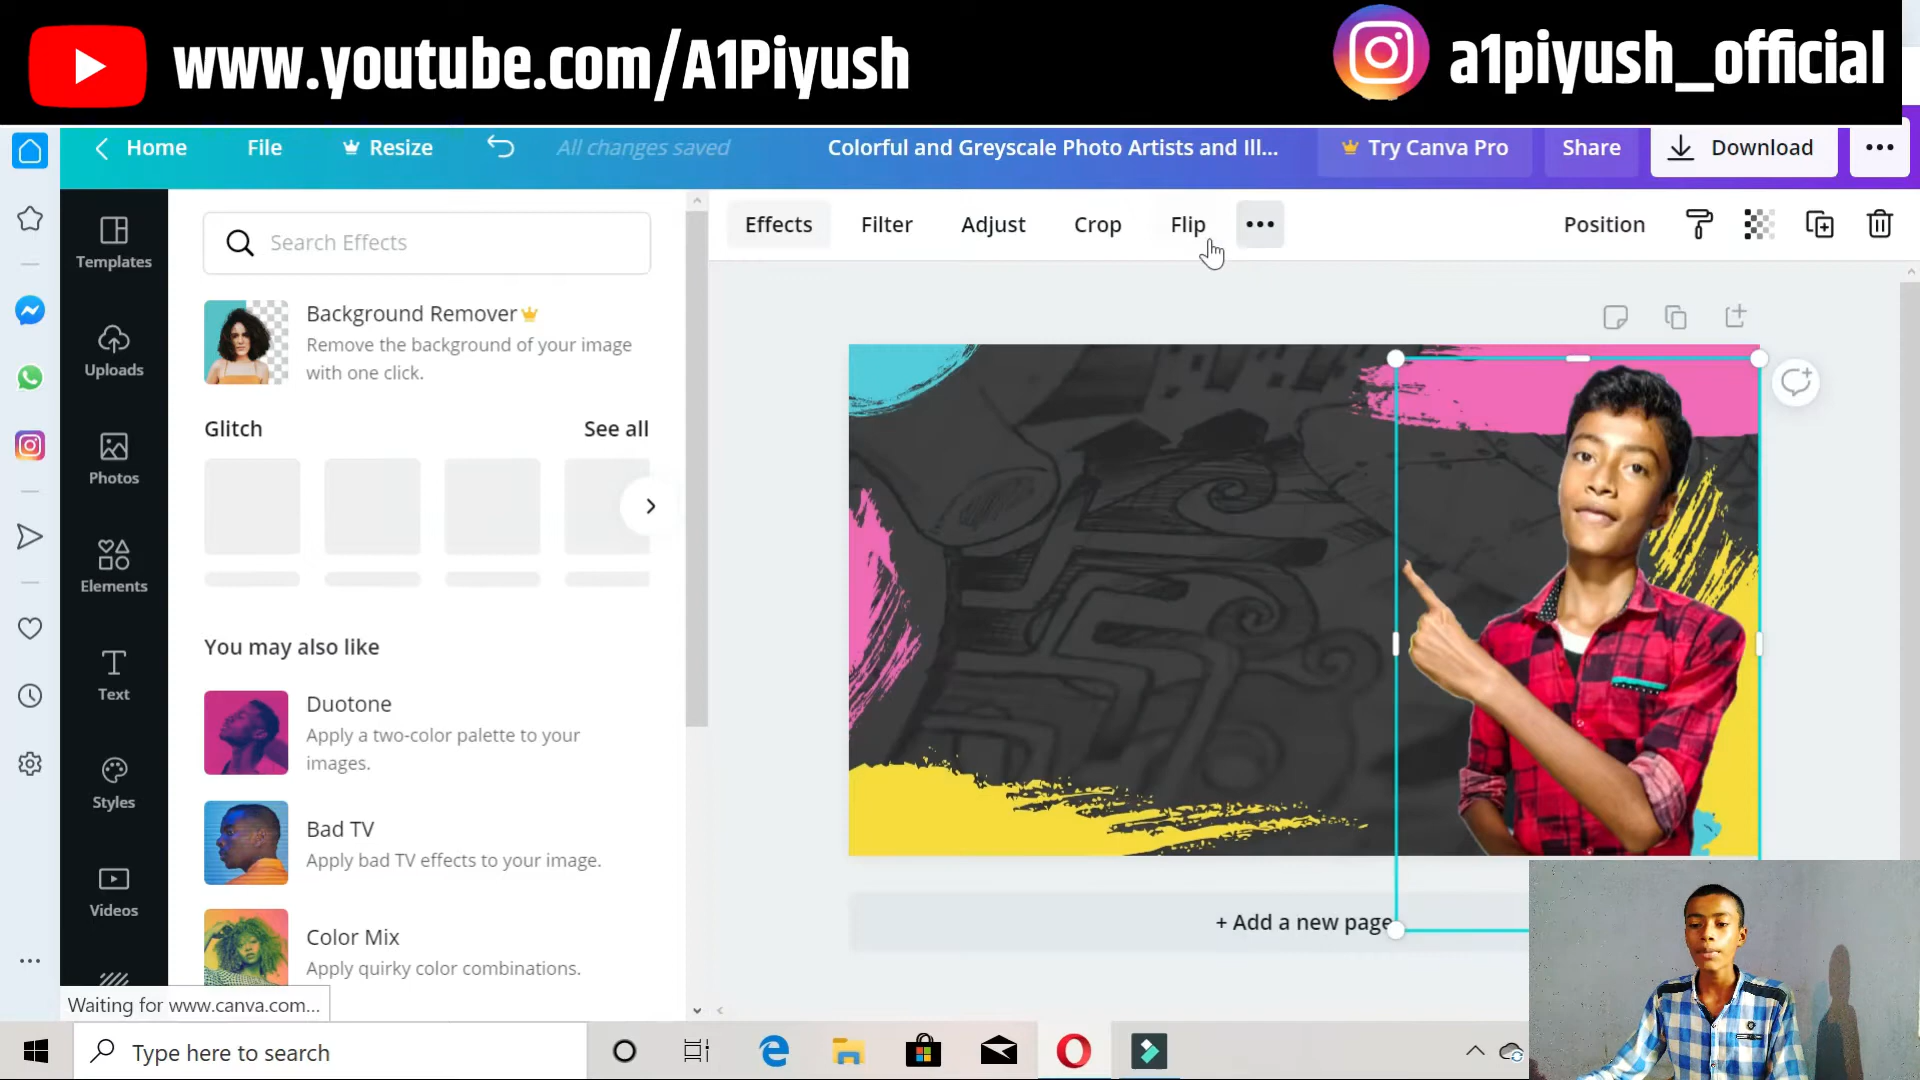 www.youtube.com/A1Piyush
a1piyush_official
Home
File
Resize
All changes saved
Colorful and Greyscale Photo Artists and Ill...
Try Canva Pro
Share
Download
Templates
Uploads
Photos
Elements
Text
Styles
Videos
Search Effects
Background Remover
Remove the background of your image
with one click.
Glitch
See all
You may also like
Duotone
Apply a two-color palette to your
images.
Bad TV
Apply bad TV effects to your image.
Color Mix
Apply quirky color combinations.
Effects
Filter
Adjust
Crop
Flip
Position
+ Add a new page
Waiting for www.canva.com...
Type here to search